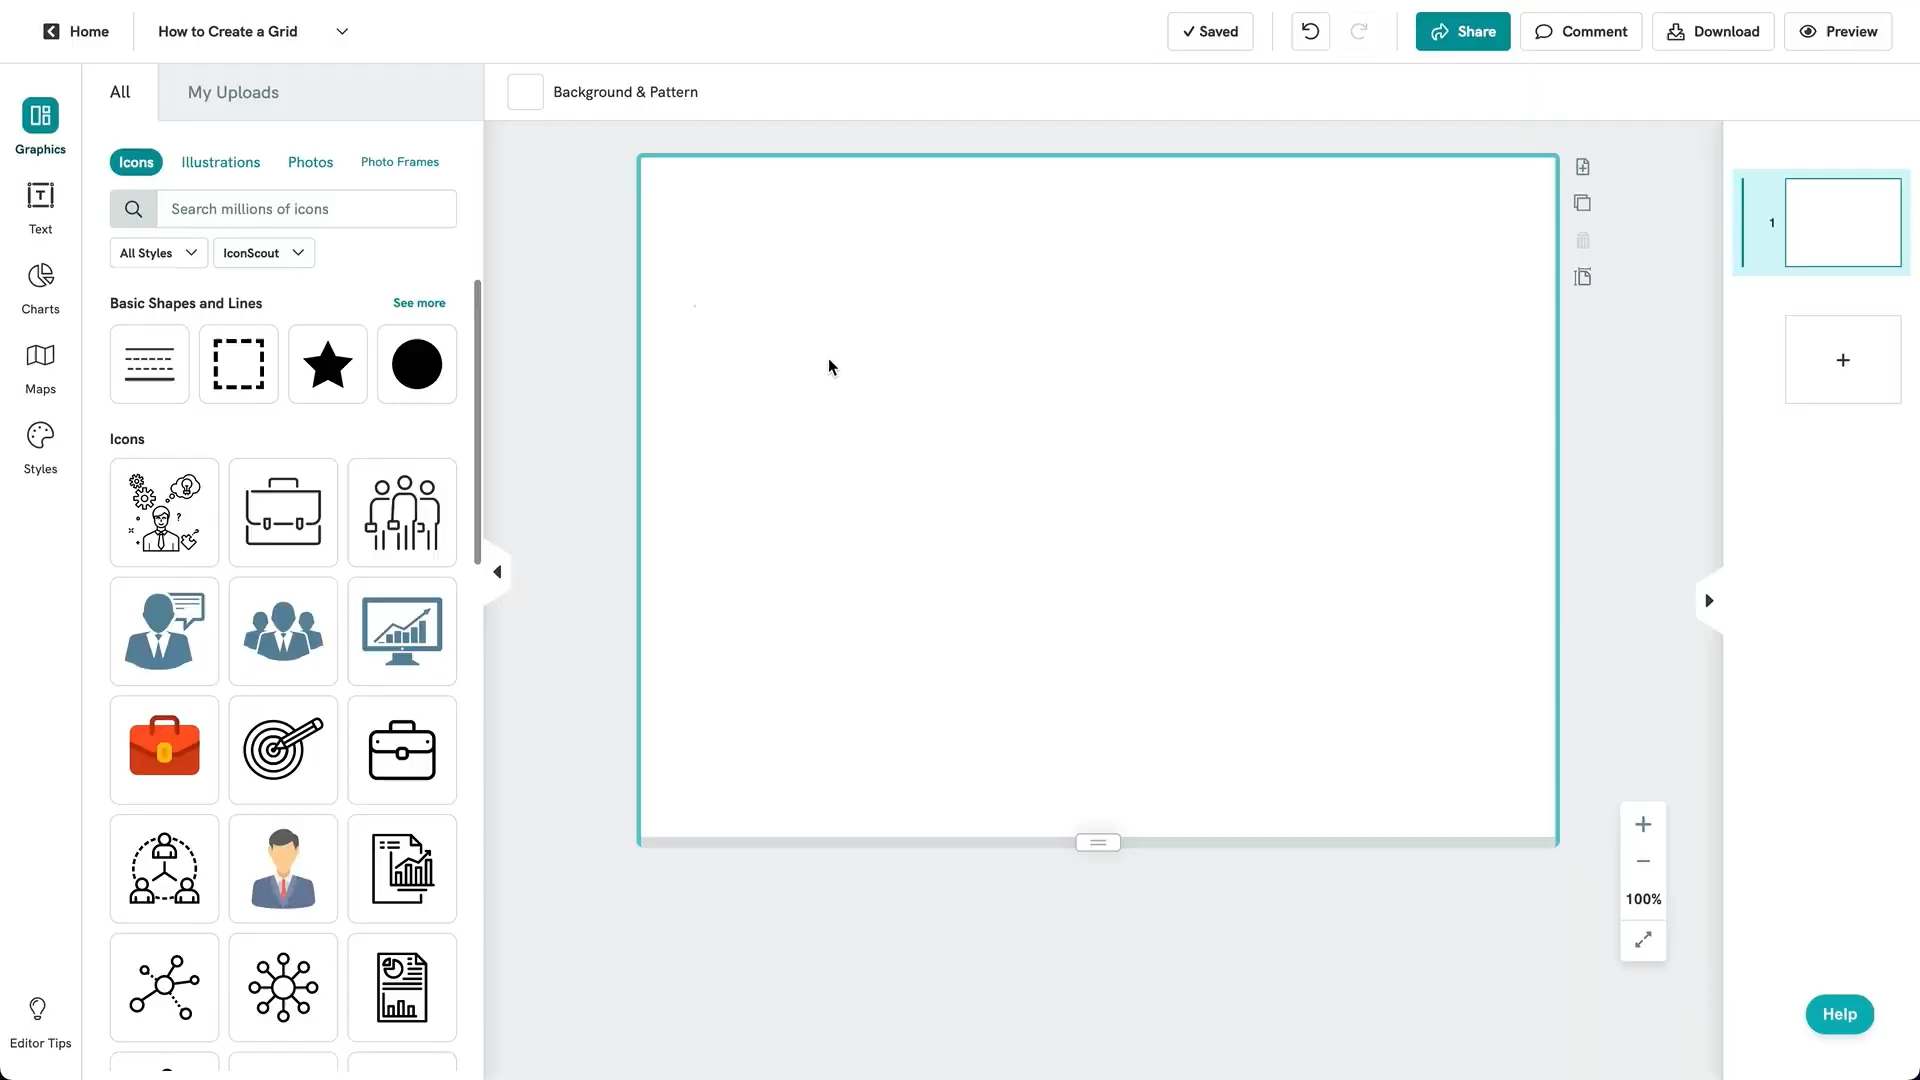 Home
How to Create a Grid
Saved
Share
Comment
Download
Preview
All
My Uploads
Background & Pattern
Graphics
Text
Charts
Maps
Styles
Editor Tips
Icons
Illustrations
Photos
Photo Frames
Search millions of icons
All Styles
IconScout
Basic Shapes and Lines
See more
Icons
1
100%
Help